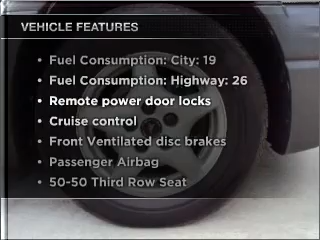 VEHICLE FEATURES
• Fuel Consumption: City: 19
• Fuel Consumption: Highway: 26
• Remote power door locks
• Cruise control
• Front Ventilated disc brakes
• Passenger Airbag
• 50-50 Third Row Seat